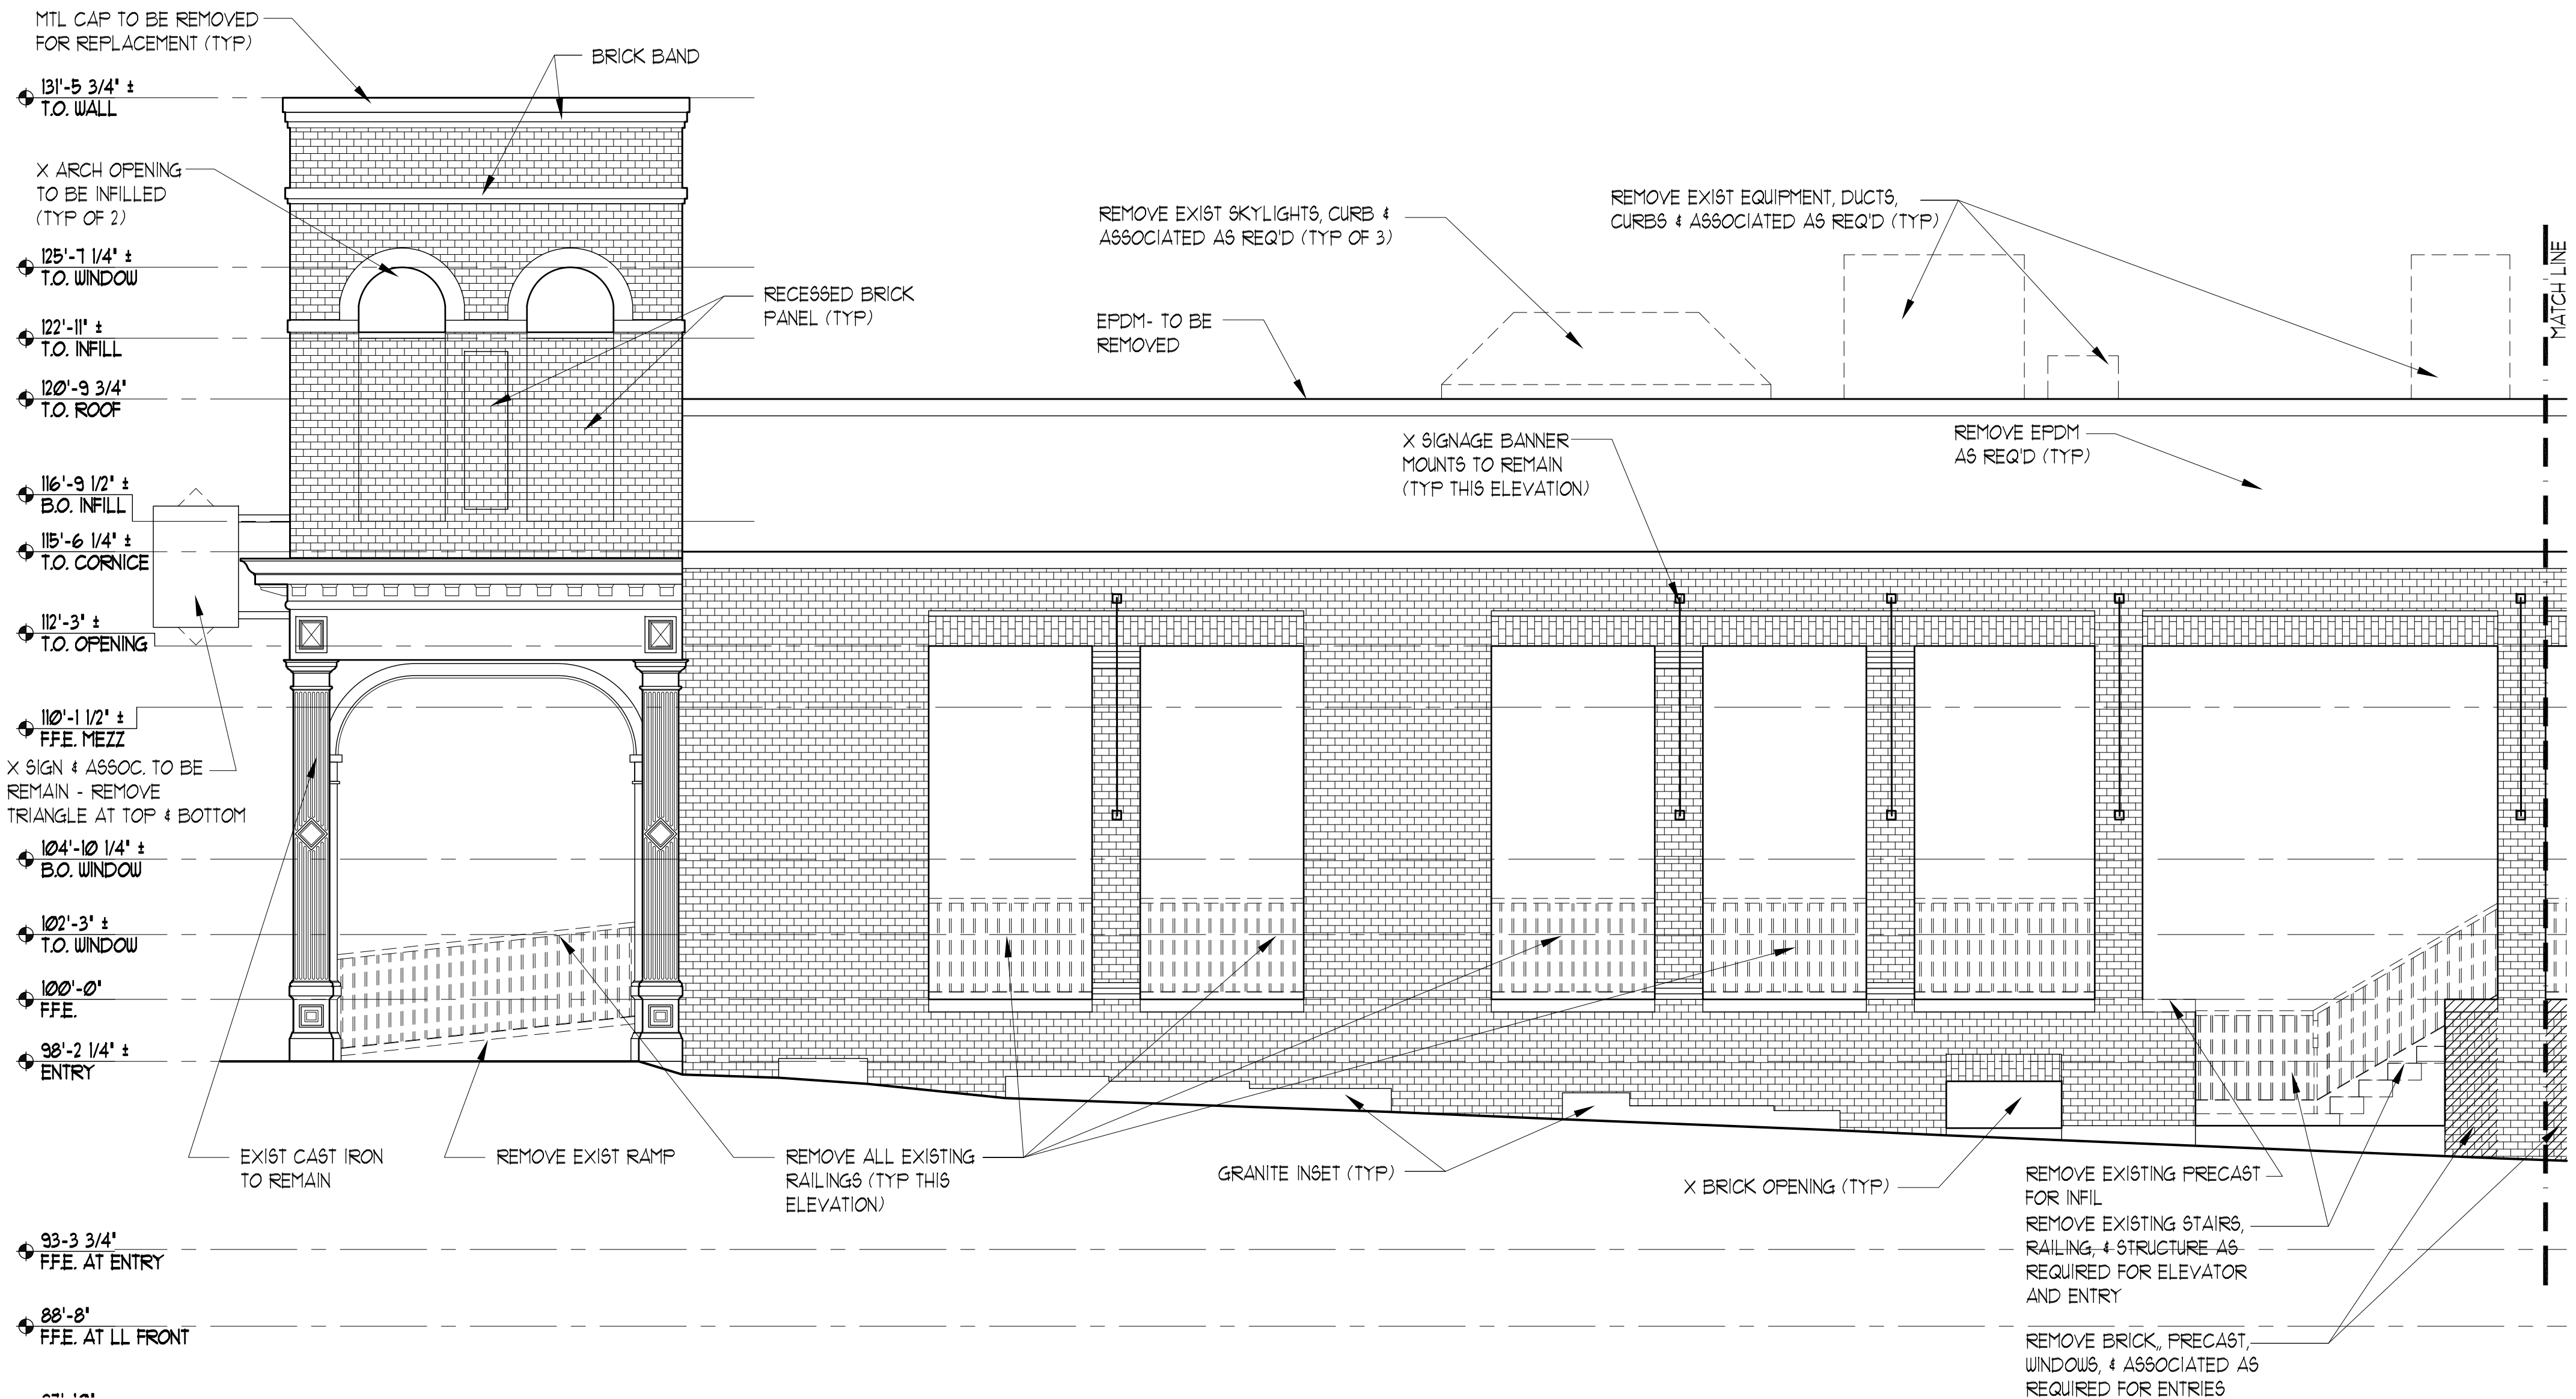 MTL CAP TO BE REMOVED
FOR REPLACEMENT (TYP)
BRICK BAND
131'-5 3/4" ±
T.O. WALL
X ARCH OPENING
TO BE INFILLED
(TYP OF 2)
125'-7 1/4" ±
T.O. WINDOW
RECESSED BRICK
PANEL (TYP)
122'-11" ±
T.O. INFILL
120'-9 3/4"
T.O. ROOF
REMOVE EXIST SKYLIGHTS, CURB &
ASSOCIATED AS REQ'D (TYP OF 3)
REMOVE EXIST EQUIPMENT, DUCTS,
CURBS & ASSOCIATED AS REQ'D (TYP)
MATCH LINE
EPDM- TO BE
REMOVED
X SIGNAGE BANNER
MOUNTS TO REMAIN
(TYP THIS ELEVATION)
REMOVE EPDM
AS REQ'D (TYP)
116'-9 1/2" ±
B.O. INFILL
115'-6 1/4" ±
T.O. CORNICE
112'-3" ±
T.O. OPENING
110'-1 1/2" ±
F.F.E. MEZZ
X SIGN & ASSOC. TO BE
REMAIN - REMOVE
TRIANGLE AT TOP & BOTTOM
104'-10 1/4" ±
B.O. WINDOW
102'-3" ±
T.O. WINDOW
100'-0"
F.F.E.
98'-2 1/4" ±
ENTRY
EXIST CAST IRON
TO REMAIN
REMOVE EXIST RAMP
REMOVE ALL EXISTING
RAILINGS (TYP THIS
ELEVATION)
GRANITE INSET (TYP)
X BRICK OPENING (TYP)
REMOVE EXISTING PRECAST
FOR INFIL
REMOVE EXISTING STAIRS,
RAILING, & STRUCTURE AS
REQUIRED FOR ELEVATOR
AND ENTRY
REMOVE BRICK,, PRECAST,
WINDOWS, & ASSOCIATED AS
REQUIRED FOR ENTRIES
93-3 3/4"
F.F.E. AT ENTRY
88'-8"
F.F.E. AT LL FRONT